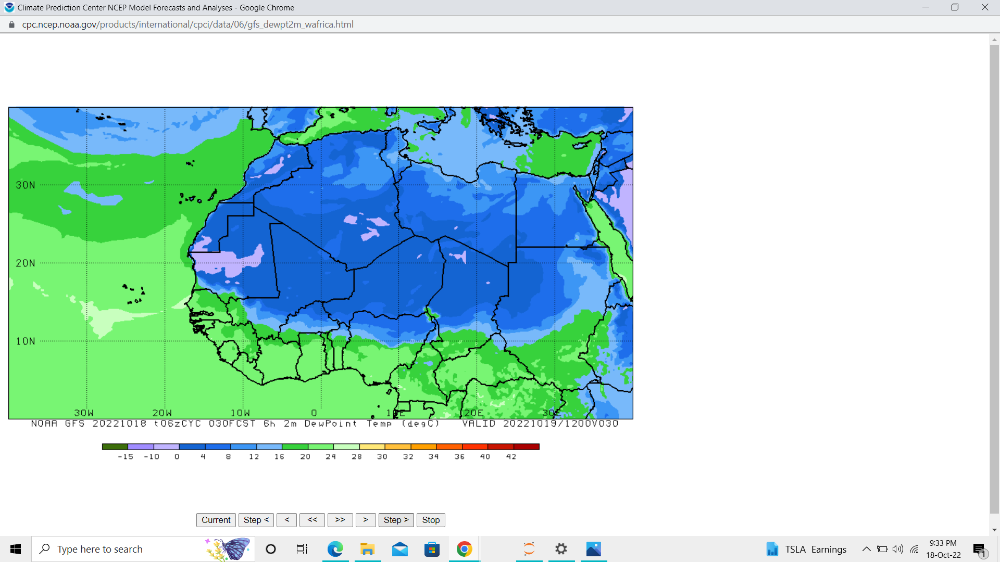 Climate Prediction Center NCEP Model Forecasts and Analyses - Google Chrome
cpc.ncep.noaa.gov/products/international/cpci/data/06/gfs_dewpt2m_wafrica.html
30N
20N
10N
30W 20W 10W 0 10E 20E 30E
NOAA GFS 20221018 t06zCYC 030FCST 6h 2m DewPoint Temp (degC) VALID 20221019/1200V030
-15 -10 0 4 8 12 16 20 24 28 30 32 34 36 40 42
Current Step < < << >> > Step > Stop
Type here to search
TSLA Earnings
9:33 PM
18-Oct-22
1